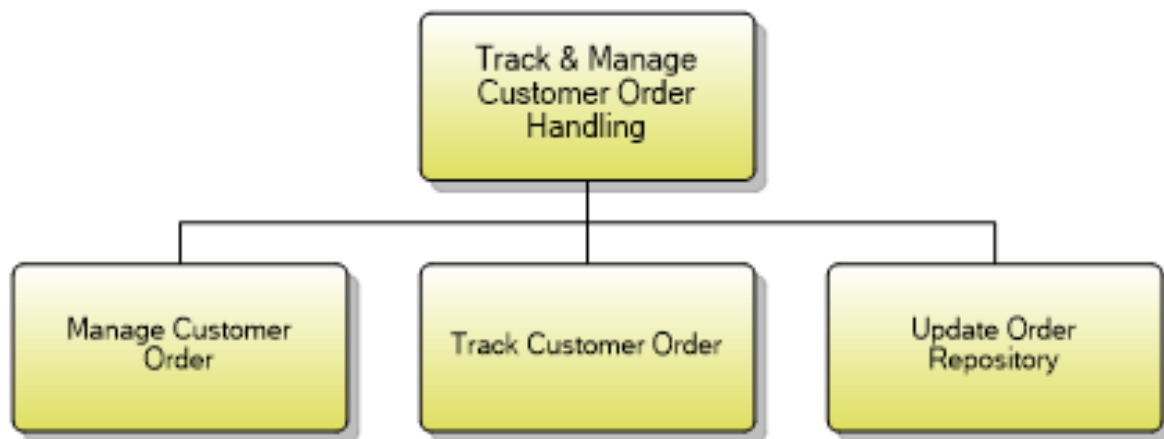 Track & Manage
Customer Order
Handling
Manage Customer
Order
Track Customer Order
Update Order
Repository